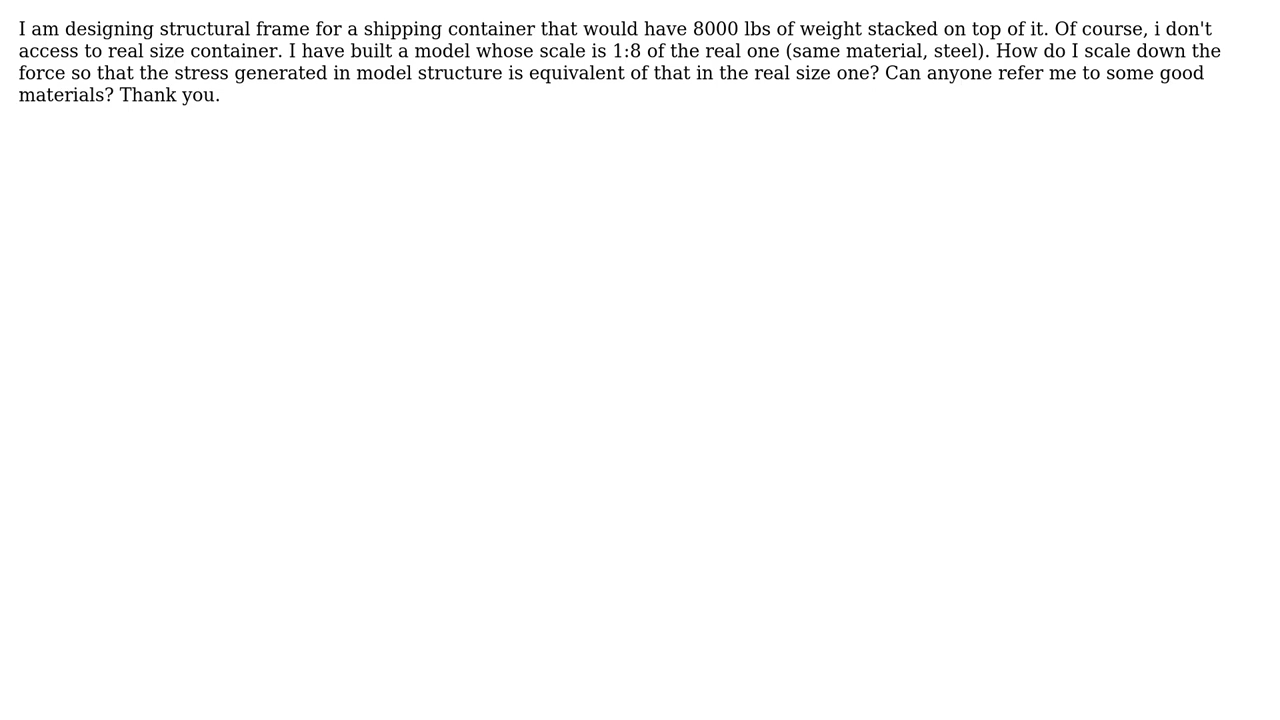 I am designing structural frame for a shipping container that would have 8000 lbs of weight stacked on top of it. Of course, i don't
access to real size container. I have built a model whose scale is 1:8 of the real one (same material, steel). How do I scale down the
force so that the stress generated in model structure is equivalent of that in the real size one? Can anyone refer me to some good
materials? Thank you.